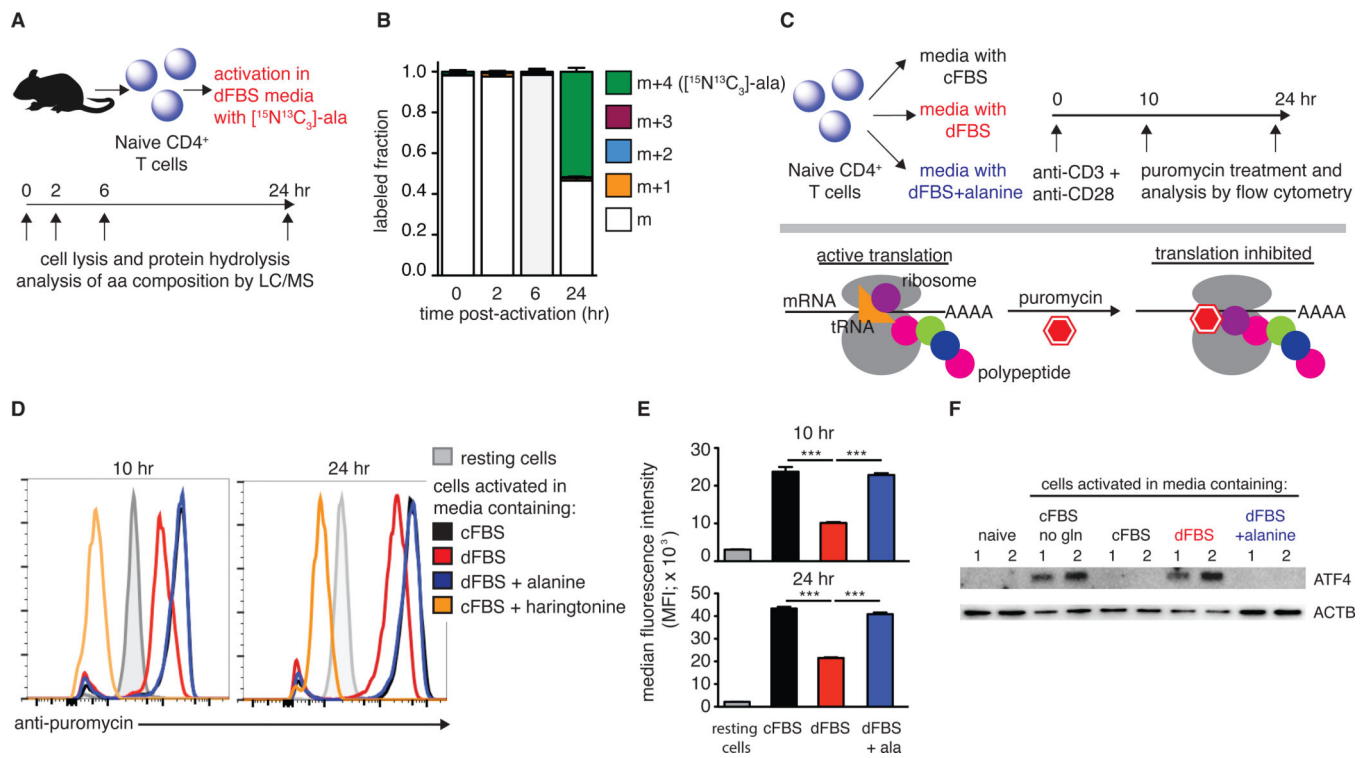 A
activation in
dFBS media
with [¹⁵N¹³C₃]-ala
Naive CD4⁺
T cells
0 2 6 24 hr
cell lysis and protein hydrolysis
analysis of aa composition by LC/MS
B
labeled fraction
1.0
0.8
0.6
0.4
0.2
0.0
0 2 6 24
time post-activation (hr)
m+4 ([¹⁵N¹³C₃]-ala)
m+3
m+2
m+1
m
C
Naive CD4⁺
T cells
media with
cFBS
media with
dFBS
media with
dFBS+alanine
0 10 24 hr
anti-CD3 +
anti-CD28
puromycin treatment and
analysis by flow cytometry
active translation
ribosome
mRNA
tRNA
AAAA
polypeptide
puromycin
translation inhibited
AAAA
D
10 hr
24 hr
anti-puromycin
resting cells
cells activated in
media containing:
cFBS
dFBS
dFBS + alanine
cFBS + haringtonine
E
median fluorescence intensity
(MFI; x 10³)
10 hr
30
20
10
0
*** ***
24 hr
50
40
30
20
10
0
*** ***
resting
cells
cFBS
dFBS
dFBS
+ ala
F
cells activated in media containing:
naive
cFBS
no gln
cFBS
dFBS
dFBS
+alanine
1 2 1 2 1 2 1 2 1 2
ATF4
ACTB